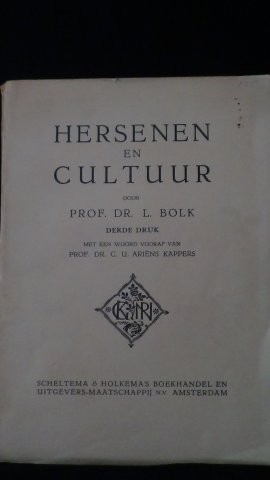 HERSENEN
EN
CULTUUR
DOOR
PROF. DR. L. BOLK
DERDE DRUK
MET EEN WOORD VOORAF VAN
PROF. DR. C. U. ARIËNS KAPPERS
SCHELTEMA & HOLKEMA'S BOEKHANDEL EN
UITGEVERS-MAATSCHAPPIJ N.V. AMSTERDAM